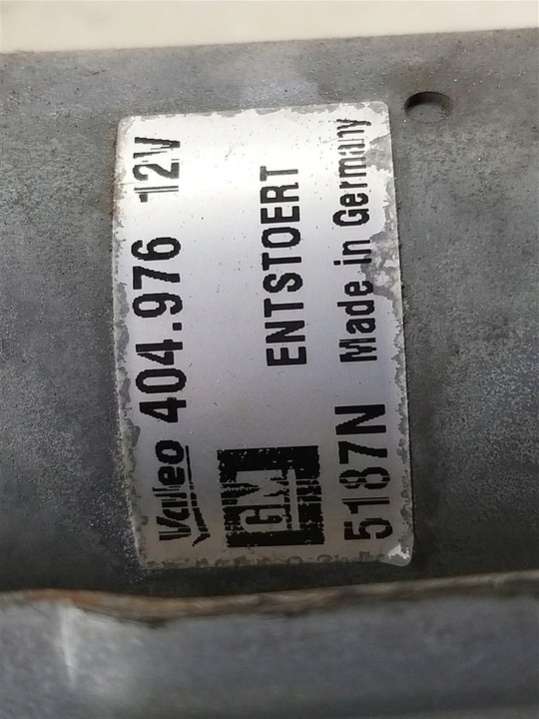 Valeo 404.976 12V
GM ENTSTOERT
5187N Made in Germany